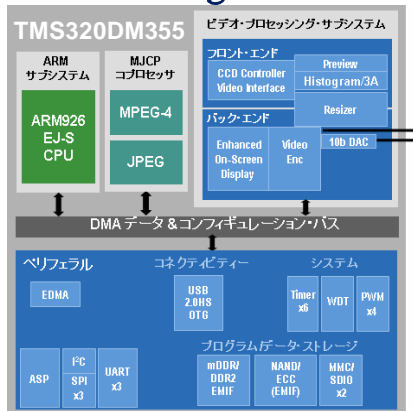 TMS320DM355
ARM
サブシステム
ARM926
EJ-S
CPU
MJCP
コプロセッサ
MPEG-4
JPEG
ビデオ・プロセッシング・サブシステム
フロント・エンド
CCD Controller
Video Interface
Preview
Histogram/3A
Resizer
バック・エンド
Enhanced
On-Screen
Display
Video
Enc
10b DAC
DMA データ & コンフィギュレーション・バス
ペリフェラル
EDMA
ASP
I²C
SPI
x3
UART
x3
コネクティビティー
USB
2.0HS
OTG
システム
Timer
x6
WDT
PWM
x4
プログラム/データ・ストレージ
mDDR/
DDR2
EMIF
NAND/
ECC
(EMIF)
MMC/
SDIO
x2